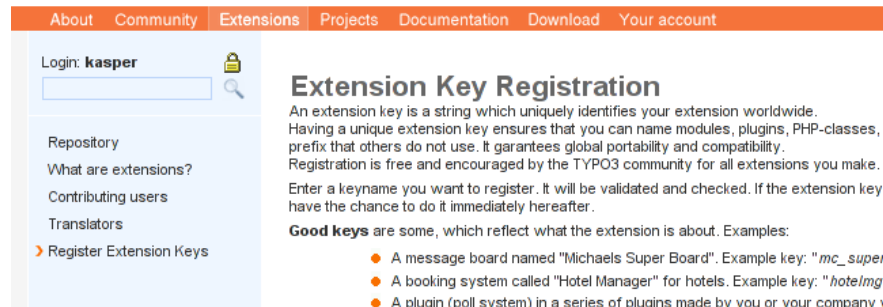 About Community Extensions Projects Documentation Download Your account
Login: kasper
Repository
What are extensions?
Contributing users
Translators
Register Extension Keys
Extension Key Registration
An extension key is a string which uniquely identifies your extension worldwide.
Having a unique extension key ensures that you can name modules, plugins, PHP-classes,
prefix that others do not use. It garantees global portability and compatibility.
Registration is free and encouraged by the TYPO3 community for all extensions you make.
Enter a keyname you want to register. It will be validated and checked. If the extension key
have the chance to do it immediately hereafter.
Good keys are some, which reflect what the extension is about. Examples:
A message board named "Michaels Super Board". Example key: "mc_super
A booking system called "Hotel Manager" for hotels. Example key: "hotelmg
A plugin (poll system) in a series of plugins made by you or your company